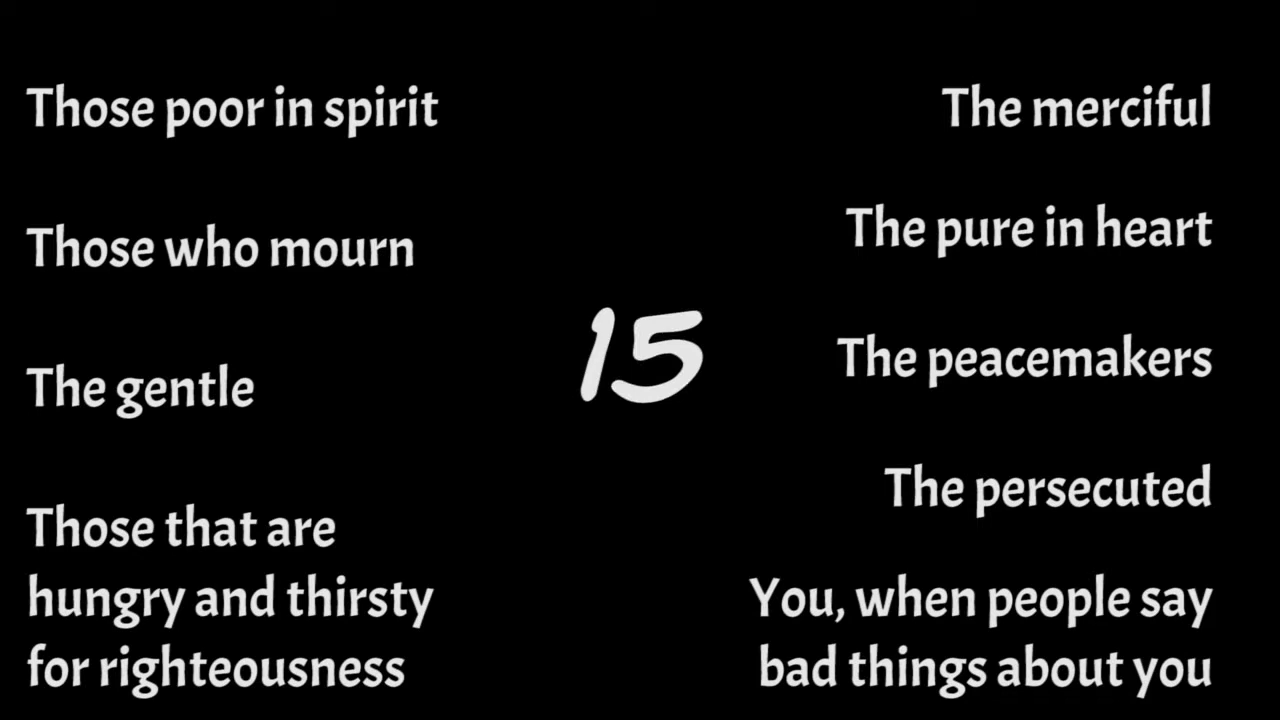 Those poor in spirit
Those who mourn
The gentle
Those that are
hungry and thirsty
for righteousness
15
The merciful
The pure in heart
The peacemakers
The persecuted
You, when people say
bad things about you